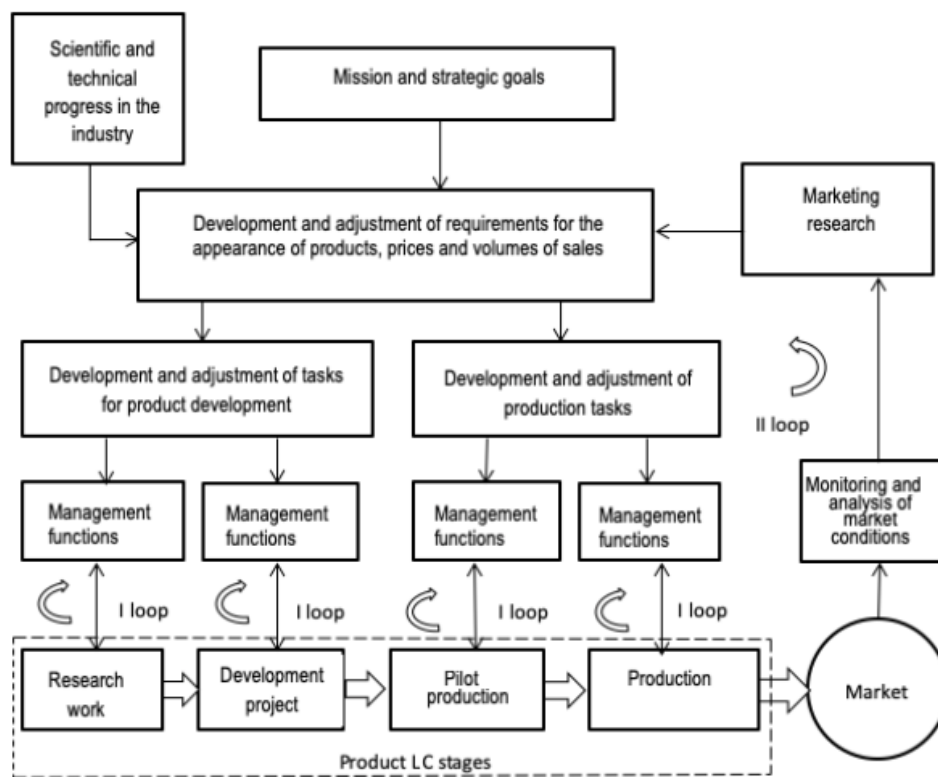 Scientific and
technical
progress in the
industry
Mission and strategic goals
Development and adjustment of requirements for the
appearance of products, prices and volumes of sales
Marketing
research
Development and adjustment of tasks
for product development
Development and adjustment of
production tasks
II loop
Management
functions
Management
functions
Management
functions
Management
functions
Monitoring and
analysis of
market
conditions
I loop
I loop
I loop
I loop
Research
work
Development
project
Pilot
production
Production
Market
Product LC stages